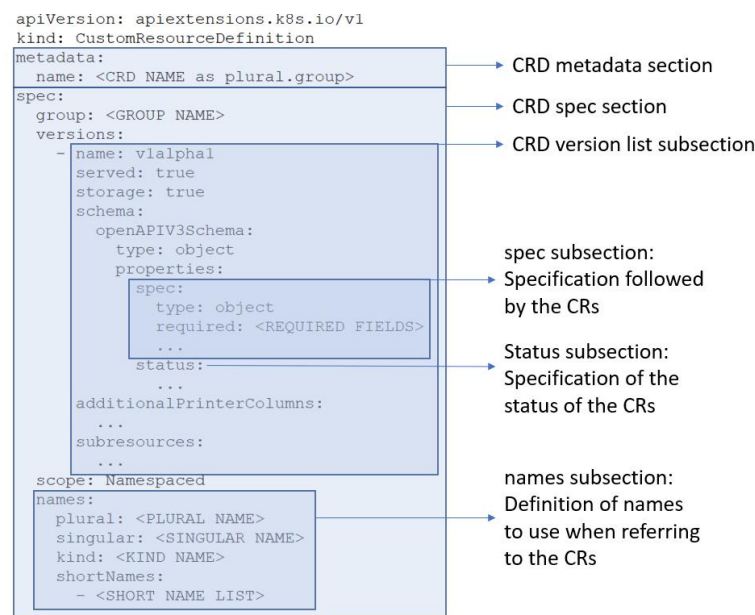 apiVersion: apiextensions.k8s.io/v1
kind: CustomResourceDefinition
metadata:
name: <CRD NAME as plural.group>
CRD metadata section
spec:
CRD spec section
group: <GROUP NAME>
versions:
CRD version list subsection
- name: v1alpha1
served: true
storage: true
schema:
openAPIV3Schema:
type: object
properties:
spec:
type: object
required: <REQUIRED FIELDS>
...
spec subsection:
Specification followed
by the CRs
status:
...
Status subsection:
Specification of the
status of the CRs
additionalPrinterColumns:
...
subresources:
...
scope: Namespaced
names:
plural: <PLURAL NAME>
singular: <SINGULAR NAME>
kind: <KIND NAME>
shortNames:
- <SHORT NAME LIST>
names subsection:
Definition of names
to use when referring
to the CRs